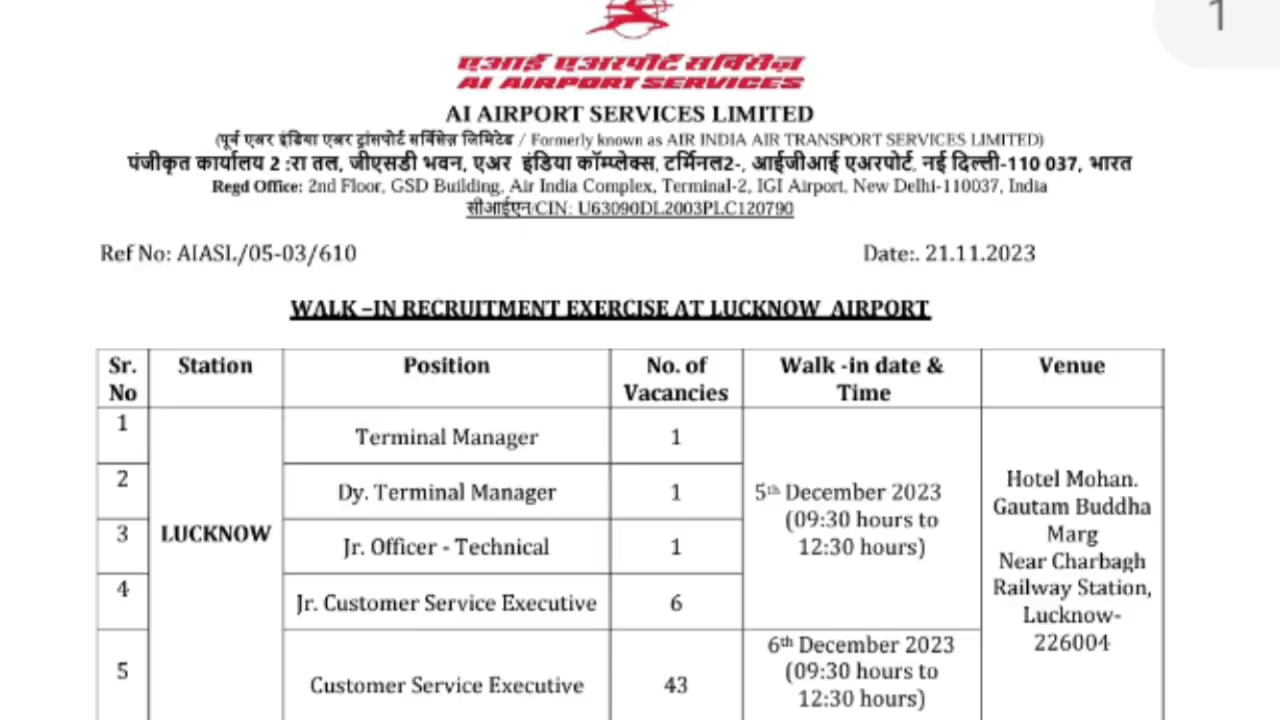 1
एआई एअरपोर्ट सर्विसेज़
AI AIRPORT SERVICES
AI AIRPORT SERVICES LIMITED
(पूर्व एअर इंडिया एअर ट्रांसपोर्ट सर्विसेज़ लिमिटेड / Formerly known as AIR INDIA AIR TRANSPORT SERVICES LIMITED)
पंजीकृत कार्यालय 2 :रा तल, जीएसडी भवन, एअर इंडिया कॉम्प्लेक्स, टर्मिनल2-, आईजीआई एअरपोर्ट, नई दिल्ली-110 037, भारत
Regd Office: 2nd Floor, GSD Building, Air India Complex, Terminal-2, IGI Airport, New Delhi-110037, India
सीआईएन/CIN: U63090DL2003PLC120790
Ref No: AIASL/05-03/610 Date:. 21.11.2023
WALK –IN RECRUITMENT EXERCISE AT LUCKNOW AIRPORT
Sr. No Station Position No. of Vacancies Walk -in date & Time Venue
1 Terminal Manager 1
2 Dy. Terminal Manager 1
3 Jr. Officer - Technical 1
4 Jr. Customer Service Executive 6
5 Customer Service Executive 43
LUCKNOW
5th December 2023
(09:30 hours to
12:30 hours)
6th December 2023
(09:30 hours to
12:30 hours)
Hotel Mohan.
Gautam Buddha
Marg
Near Charbagh
Railway Station,
Lucknow-
226004